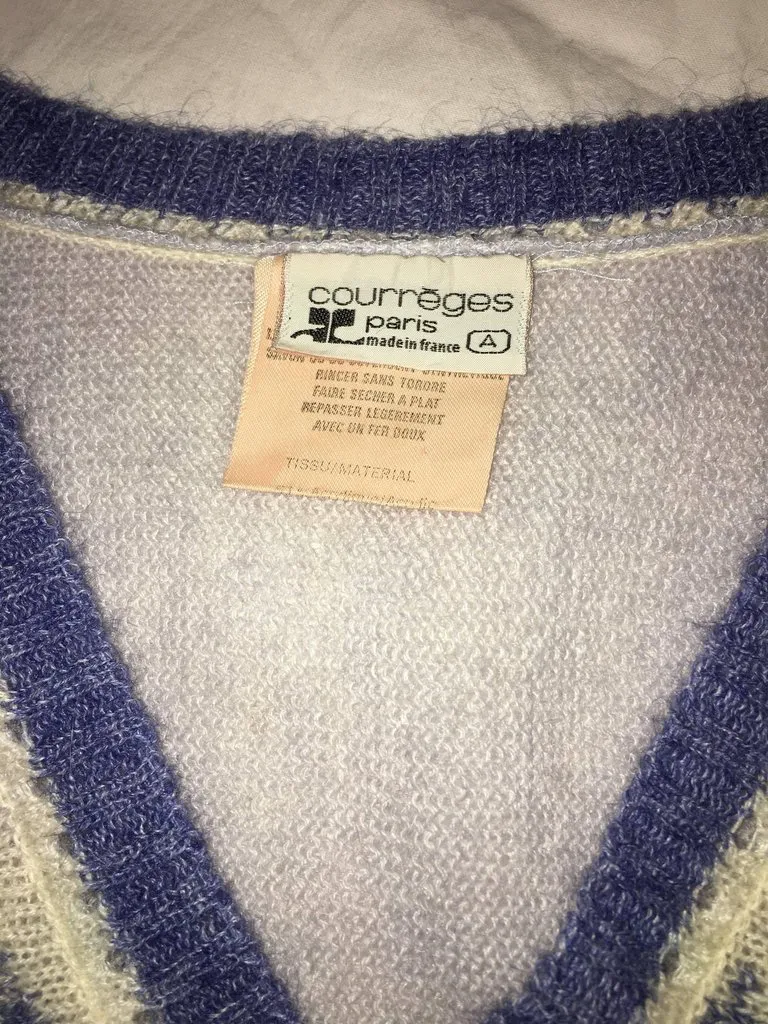 courrèges
paris
made in france A
RINCER SANS TORDRE
FAIRE SECHER A PLAT
REPASSER LEGEREMENT
AVEC UN FER DOUX
TISSU/MATERIAL